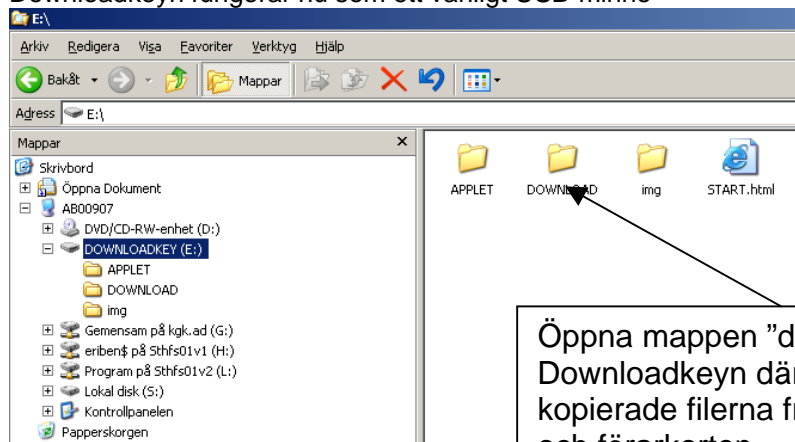 Downloadkeyn fungerar nu som ett vanligt USB-minne
E:\
Arkiv Redigera Visa Favoriter Verktyg Hjälp
Bakåt Mappar
Adress E:\
Mappar x
Skrivbord
Öppna Dokument
AB00907
DVD/CD-RW-enhet (D:)
DOWNLOADKEY (E:)
APPLET
DOWNLOAD
img
Gemensam på kgk.ad (G:)
eriben$ på Sthfs01v1 (H:)
Program på Sthfs01v2 (L:)
Lokal disk (S:)
Kontrollpanelen
Papperskorgen
APPLET DOWNLOAD img START.html
Öppna mappen ”d
Downloadkeyn där
kopierade filerna fr
och förarkorten